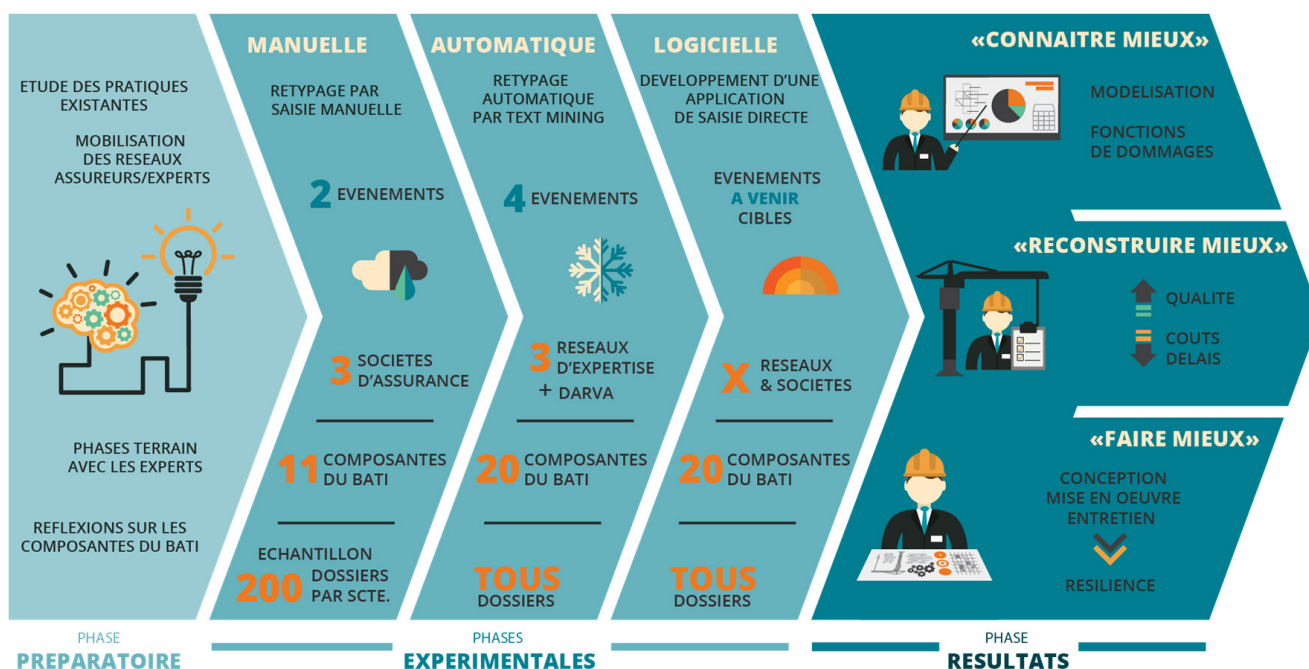 ETUDE DES PRATIQUES
EXISTANTES
MOBILISATION
DES RESEAUX
ASSUREURS/EXPERTS
PHASES TERRAIN
AVEC LES EXPERTS
REFLEXIONS SUR LES
COMPOSANTES DU BATI
MANUELLE
RETYPAGE PAR
SAISIE MANUELLE
2 EVENEMENTS
3 SOCIETES
D'ASSURANCE
11 COMPOSANTES
DU BATI
ECHANTILLON
200 DOSSIERS
PAR SCTE.
AUTOMATIQUE
RETYPAGE
AUTOMATIQUE
PAR TEXT MINING
4 EVENEMENTS
3 RESEAUX
D'EXPERTISE
+ DARVA
20 COMPOSANTES
DU BATI
TOUS
DOSSIERS
LOGICIELLE
DEVELOPPEMENT D'UNE
APPLICATION
DE SAISIE DIRECTE
EVENEMENTS
A VENIR
CIBLES
X RESEAUX
& SOCIETES
20 COMPOSANTES
DU BATI
TOUS
DOSSIERS
«CONNAITRE MIEUX»
MODELISATION
FONCTIONS
DE DOMMAGES
«RECONSTRUIRE MIEUX»
QUALITE
COUTS
DELAIS
«FAIRE MIEUX»
CONCEPTION
MISE EN OEUVRE
ENTRETIEN
RESILIENCE
PHASE
PREPARATOIRE
PHASES
EXPERIMENTALES
PHASE
RESULTATS